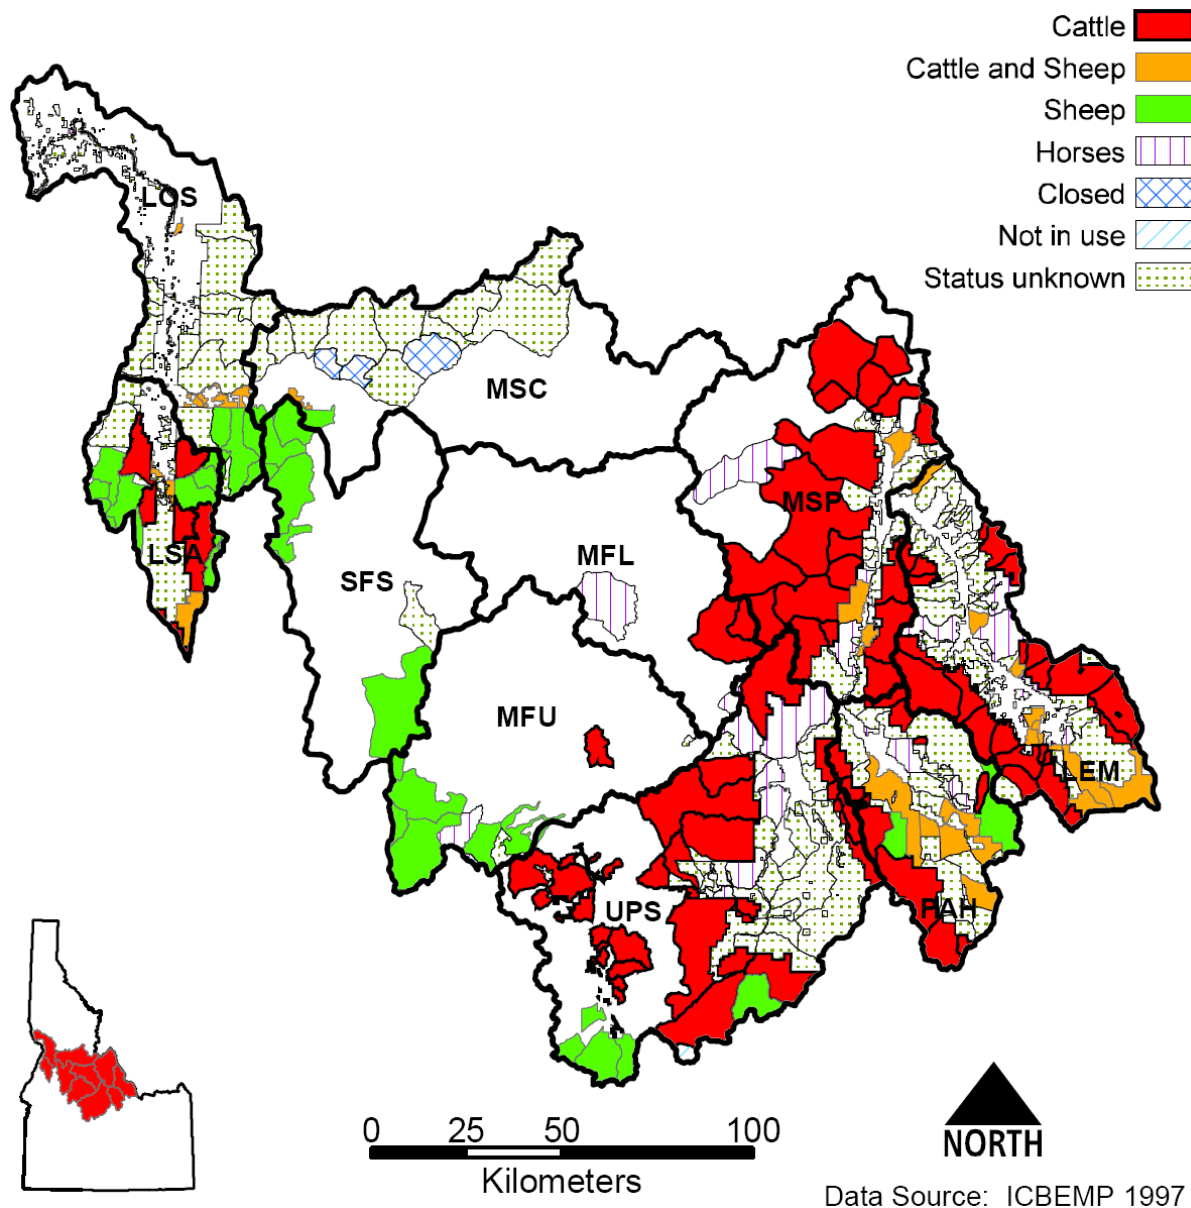 Cattle
Cattle and Sheep
Sheep
Horses
Closed
Not in use
Status unknown
LOS
MSC
MSP
LSA
SFS
MFL
MFU
LEM
UPS
PAH
0 25 50 100
Kilometers
NORTH
Data Source: ICBEMP 1997